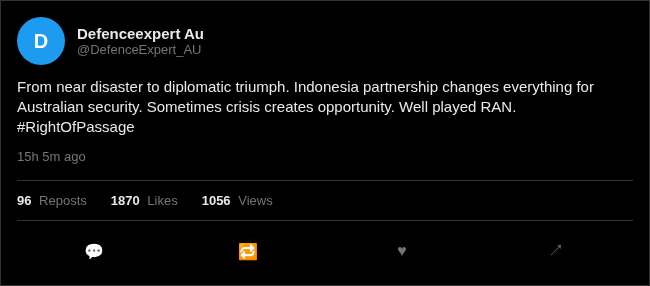 D
Defenceexpert Au
@DefenceExpert_AU
From near disaster to diplomatic triumph. Indonesia partnership changes everything for
Australian security. Sometimes crisis creates opportunity. Well played RAN.
#RightOfPassage
15h 5m ago
96 Reposts 1870 Likes 1056 Views